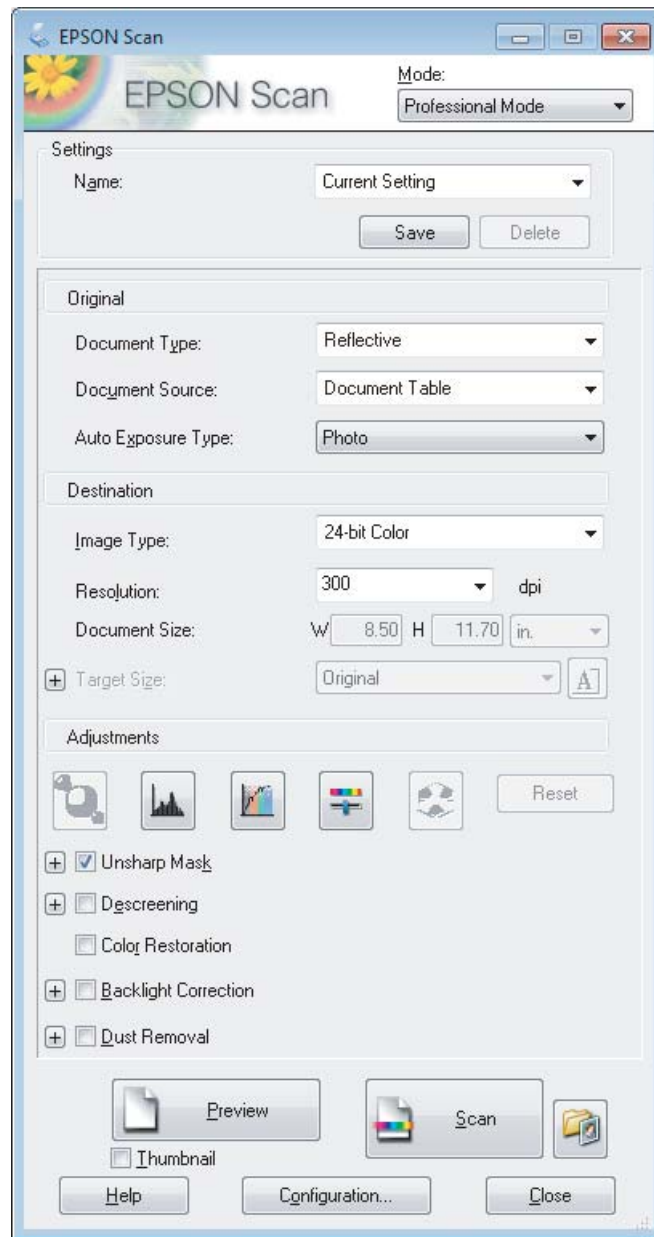 EPSON Scan
EPSON Scan
Mode:
Professional Mode
Settings
Name:
Current Setting
Save
Delete
Original
Document Type:
Reflective
Document Source:
Document Table
Auto Exposure Type:
Photo
Destination
Image Type:
24-bit Color
Resolution:
300
dpi
Document Size:
W 8.50 H 11.70 in.
Target Size:
Original
A
Adjustments
Reset
Unsharp Mask
Descreening
Color Restoration
Backlight Correction
Dust Removal
Preview
Scan
Thumbnail
Help
Configuration...
Close